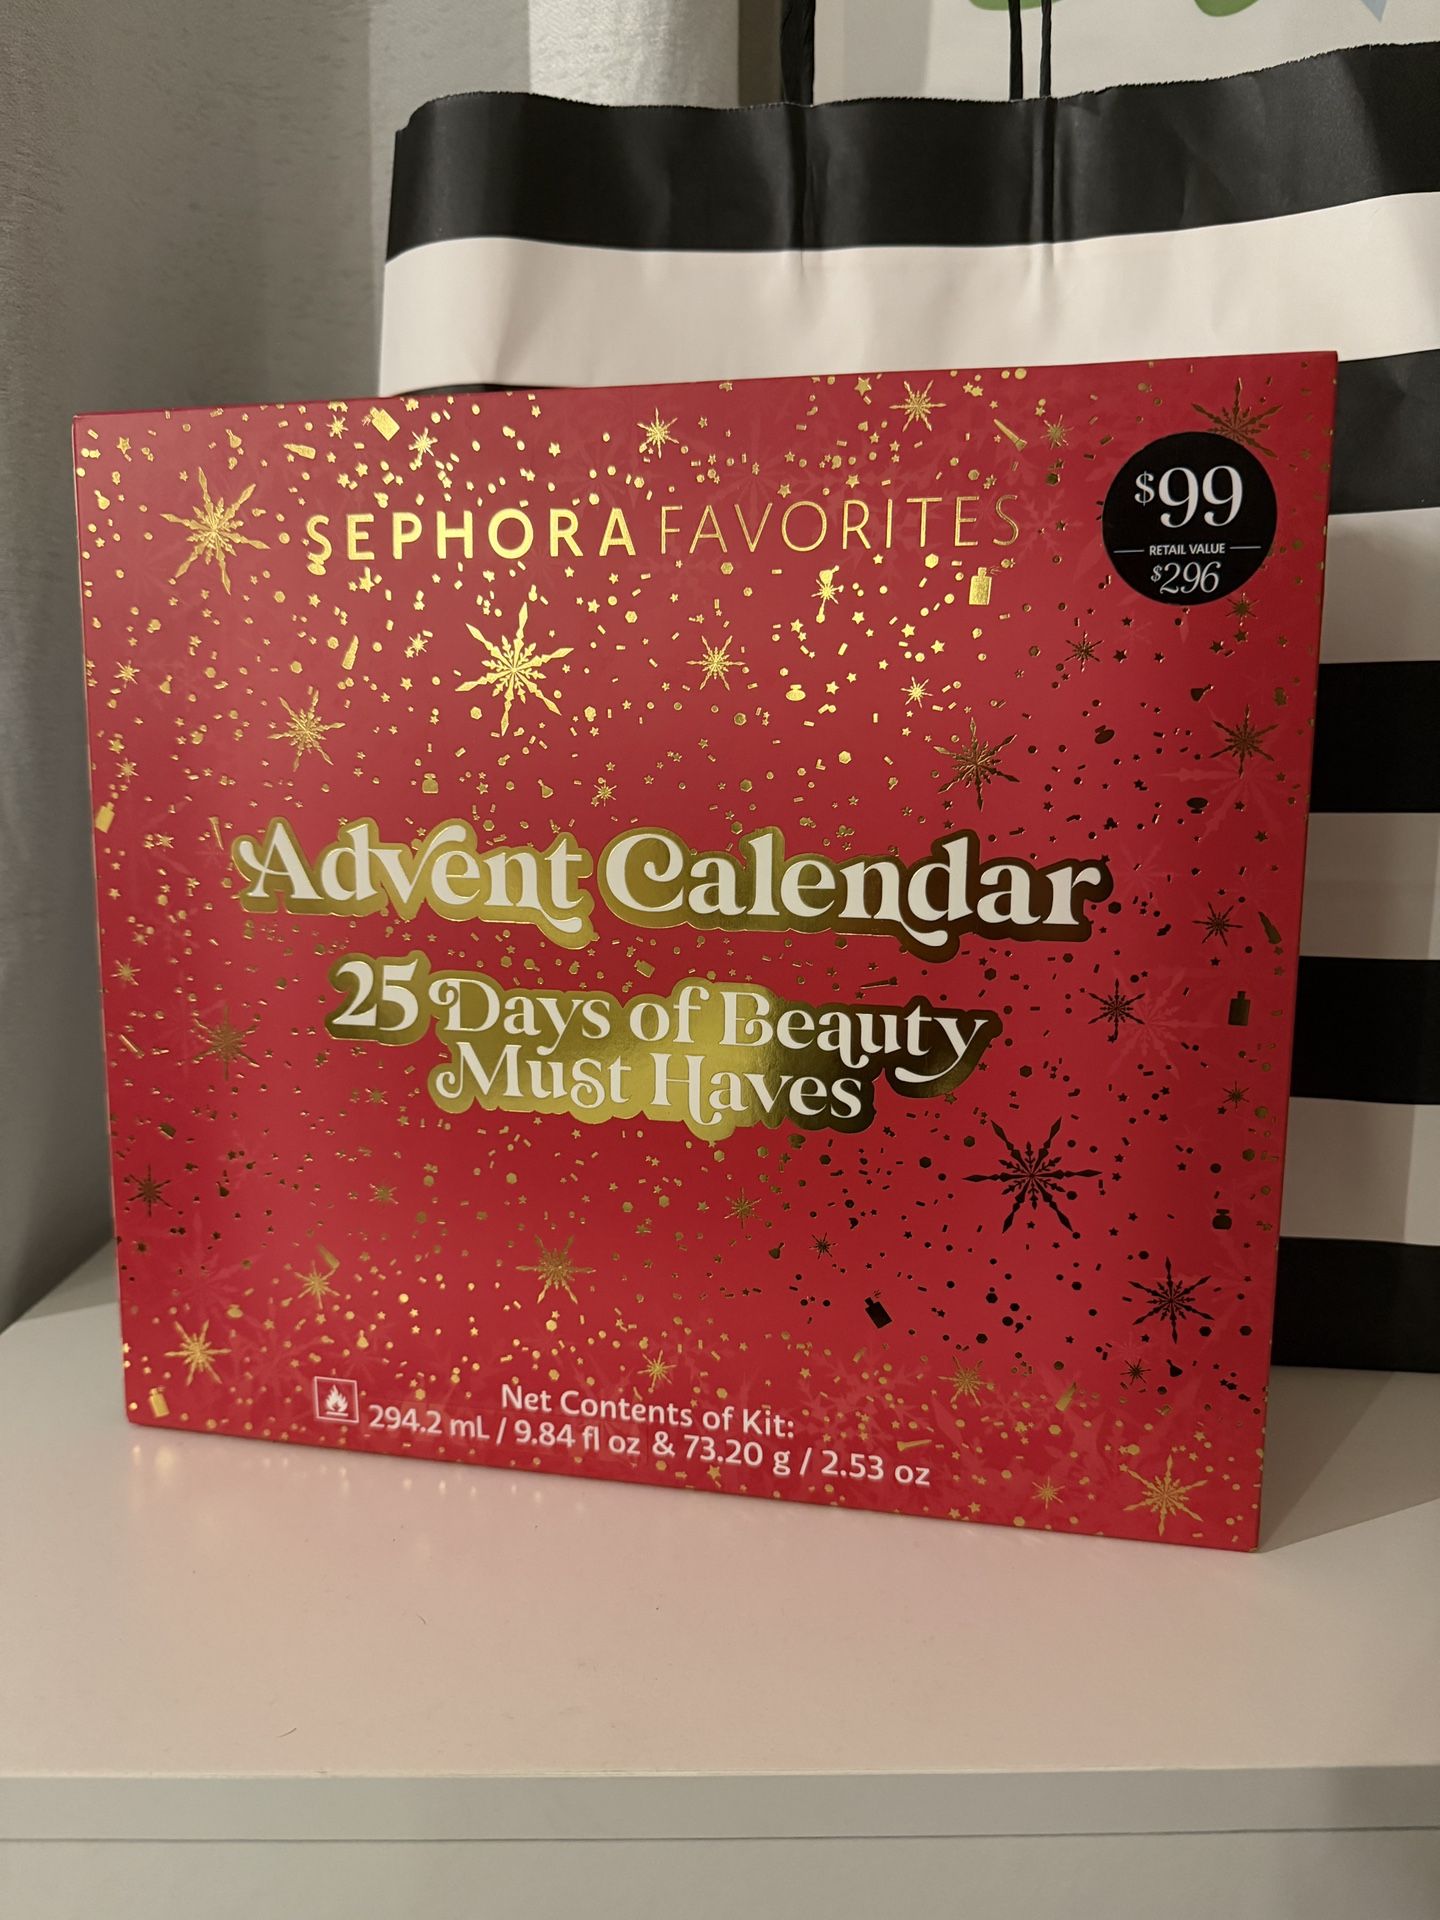 SEPHORA FAVORITES
$99
RETAIL VALUE
$296
Advent Calendar
25 Days of Beauty
Must Haves
Net Contents of Kit:
294.2 mL / 9.84 fl oz & 73.20 g / 2.53 oz